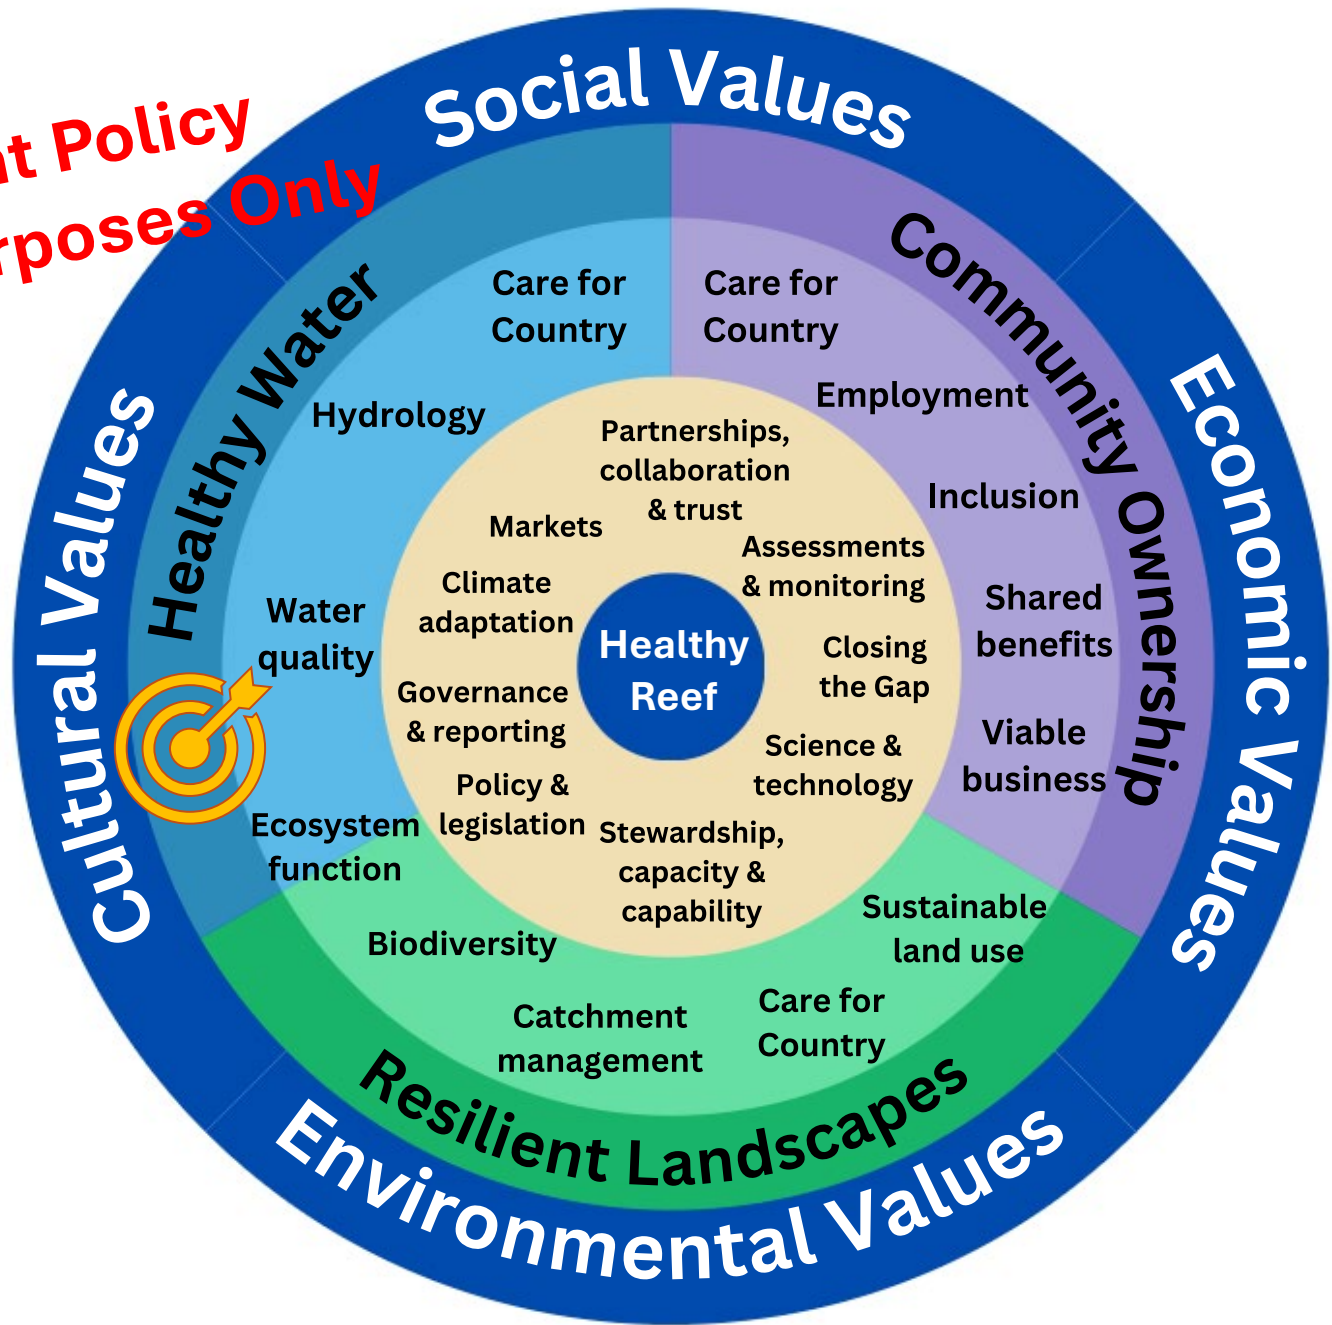 Policy
Only
Social Values
Economic Values
Environmental Values
Cultural Values
Healthy Water
Care for
Country
Hydrology
Water
quality
Ecosystem
function
Community Ownership
Care for
Country
Employment
Inclusion
Shared
benefits
Viable
business
Resilient Landscapes
Sustainable
land use
Care for
Country
Catchment
management
Biodiversity
Partnerships,
collaboration
& trust
Assessments
& monitoring
Closing
the Gap
Science &
technology
Stewardship,
capacity &
capability
Policy &
legislation
Governance
& reporting
Climate
adaptation
Markets
Healthy
Reef